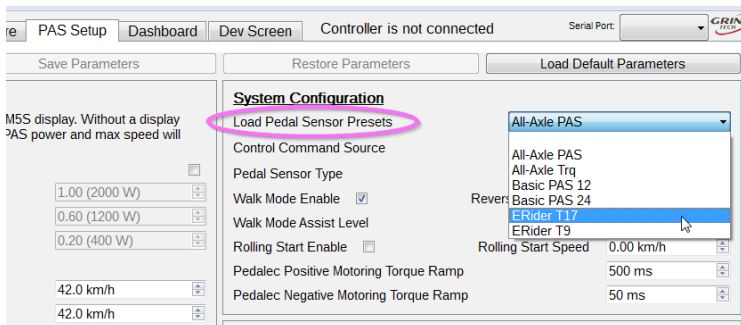 re PAS Setup Dashboard Dev Screen Controller is not connected Serial Port: GRIN
TECH
Save Parameters Restore Parameters Load Default Parameters
System Configuration
M5S display. Without a display
PAS power and max speed will
Load Pedal Sensor Presets All-Axle PAS
Control Command Source
All-Axle PAS
Pedal Sensor Type
All-Axle Trq
1.00 (2000 W)
Basic PAS 12
Walk Mode Enable Revers
Basic PAS 24
0.60 (1200 W)
Walk Mode Assist Level
ERider T17
0.20 (400 W)
ERider T9
Rolling Start Enable Rolling Start Speed 0.00 km/h
Pedalec Positive Motoring Torque Ramp 500 ms
42.0 km/h
Pedalec Negative Motoring Torque Ramp 50 ms
42.0 km/h